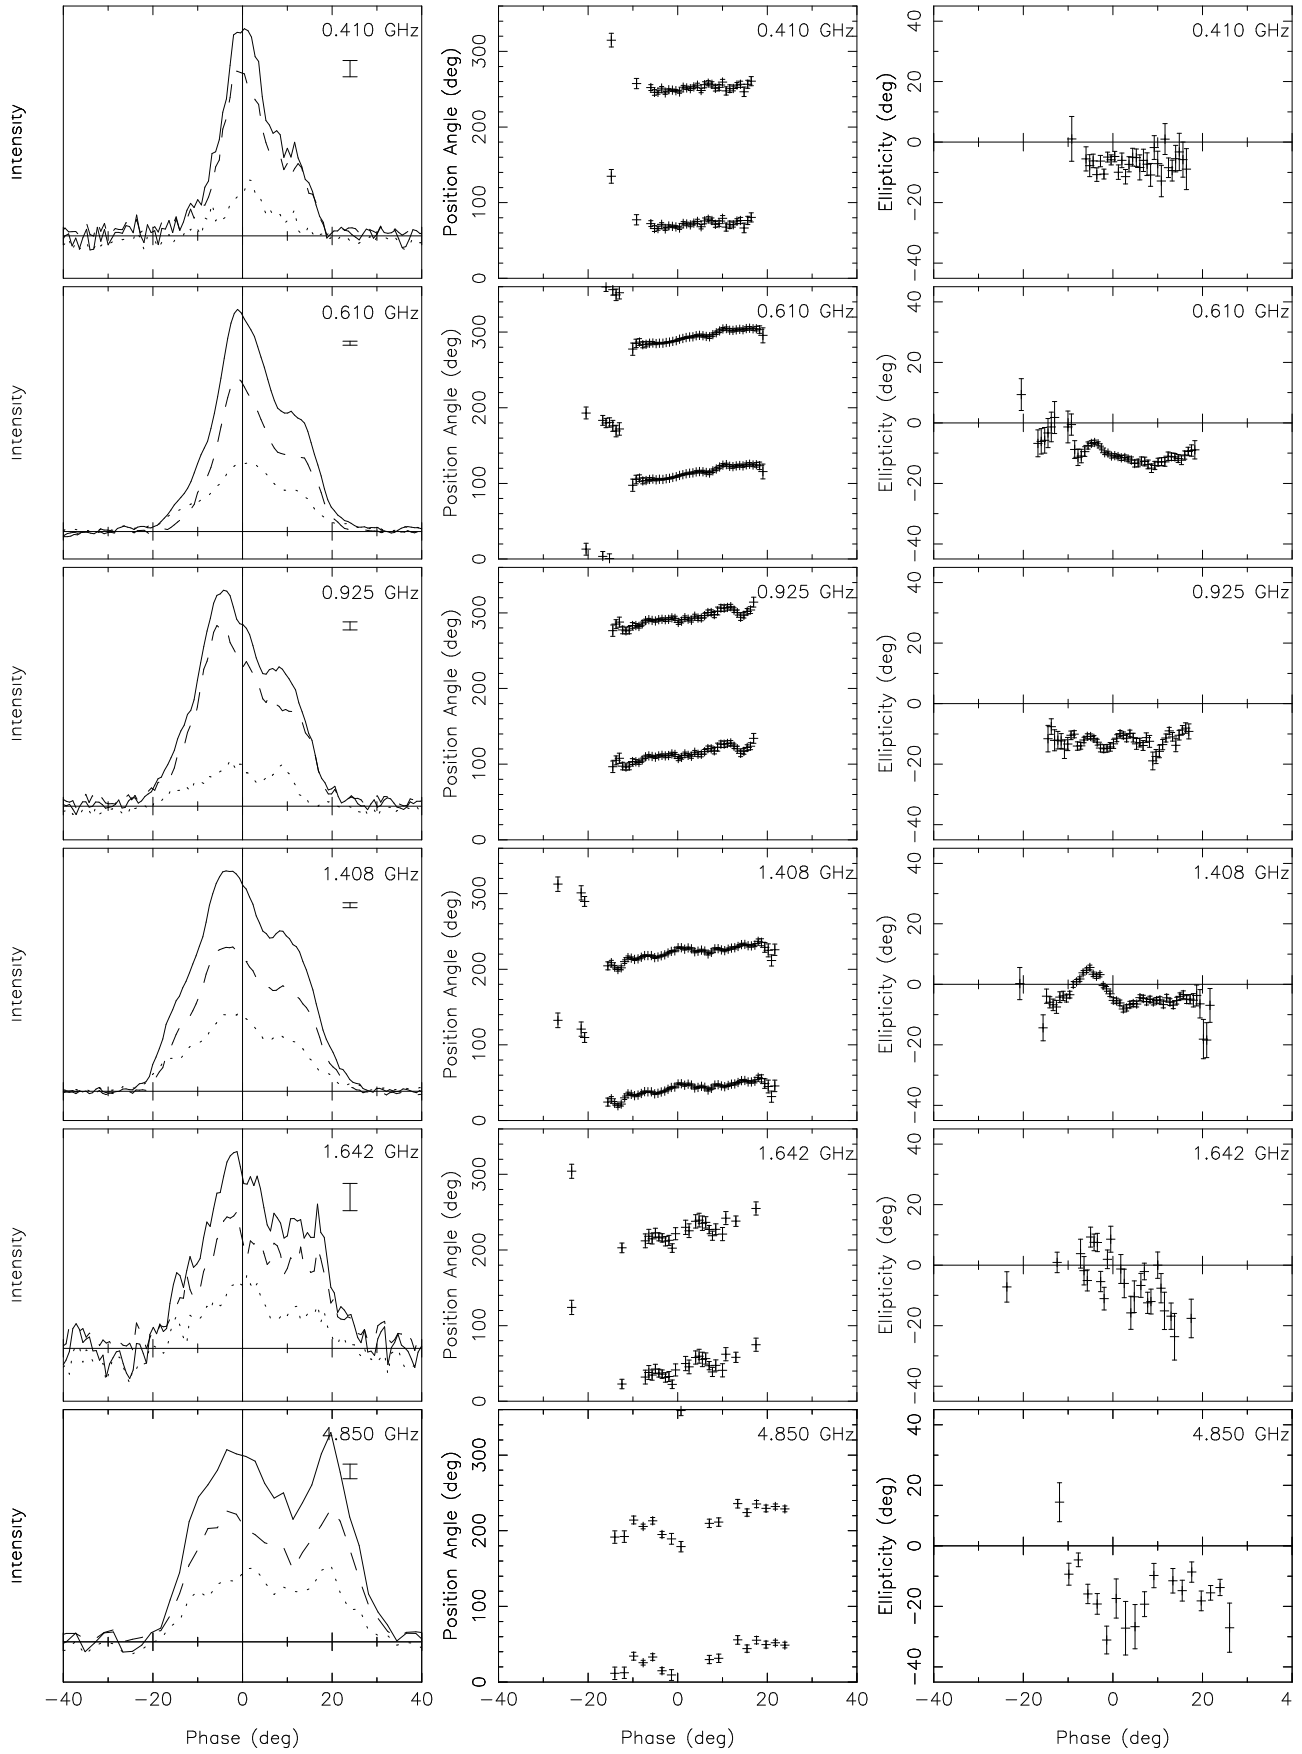 0.410 GHz
Intensity
0.410 GHz
Position Angle (deg)
0 100 200 300
0.410 GHz
Ellipticity (deg)
−40 −20 0 20 40
0.610 GHz
Intensity
0.610 GHz
Position Angle (deg)
0 100 200 300
0.610 GHz
Ellipticity (deg)
−40 −20 0 20 40
0.925 GHz
Intensity
0.925 GHz
Position Angle (deg)
0 100 200 300
0.925 GHz
Ellipticity (deg)
−40 −20 0 20 40
1.408 GHz
Intensity
1.408 GHz
Position Angle (deg)
0 100 200 300
1.408 GHz
Ellipticity (deg)
−40 −20 0 20 40
1.642 GHz
Intensity
1.642 GHz
Position Angle (deg)
0 100 200 300
1.642 GHz
Ellipticity (deg)
−40 −20 0 20 40
4.850 GHz
Intensity
4.850 GHz
Position Angle (deg)
0 100 200 300
4.850 GHz
Ellipticity (deg)
−40 −20 0 20 40
−40 −20 0 20 40
Phase (deg)
−40 −20 0 20 40
Phase (deg)
−40 −20 0 20 4
Phase (deg)